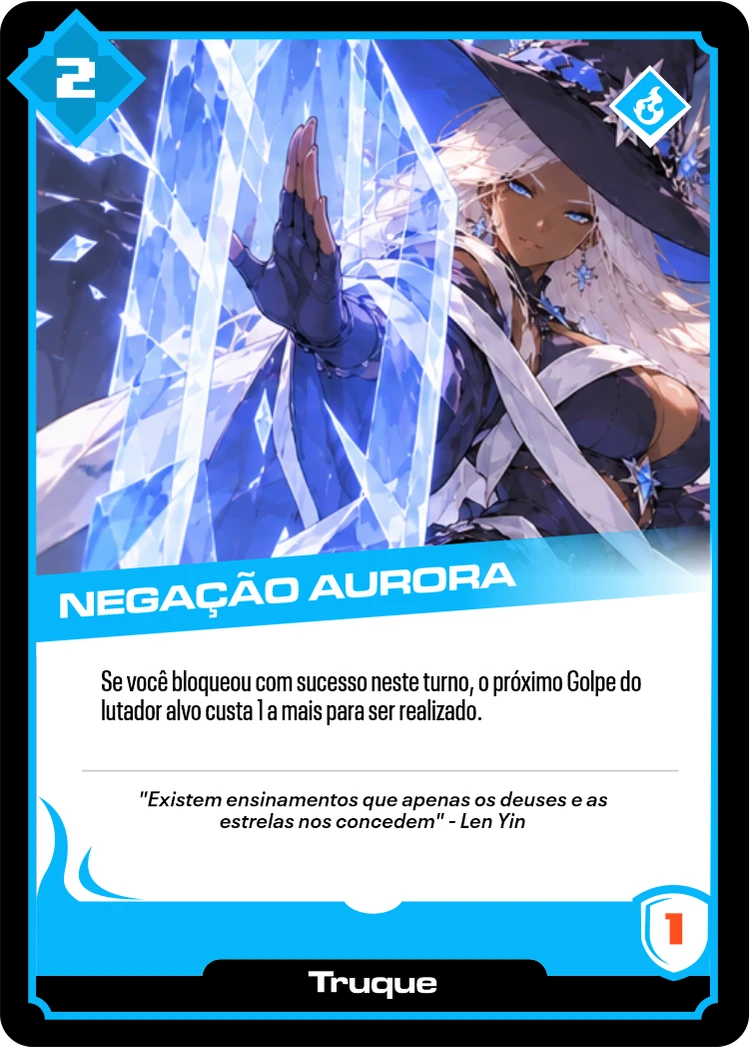 2
NEGAÇÃO AURORA
Se você bloqueou com sucesso neste turno, o próximo Golpe do
lutador alvo custa 1 a mais para ser realizado.
"Existem ensinamentos que apenas os deuses e as
estrelas nos concedem" - Len Yin
1
Truque